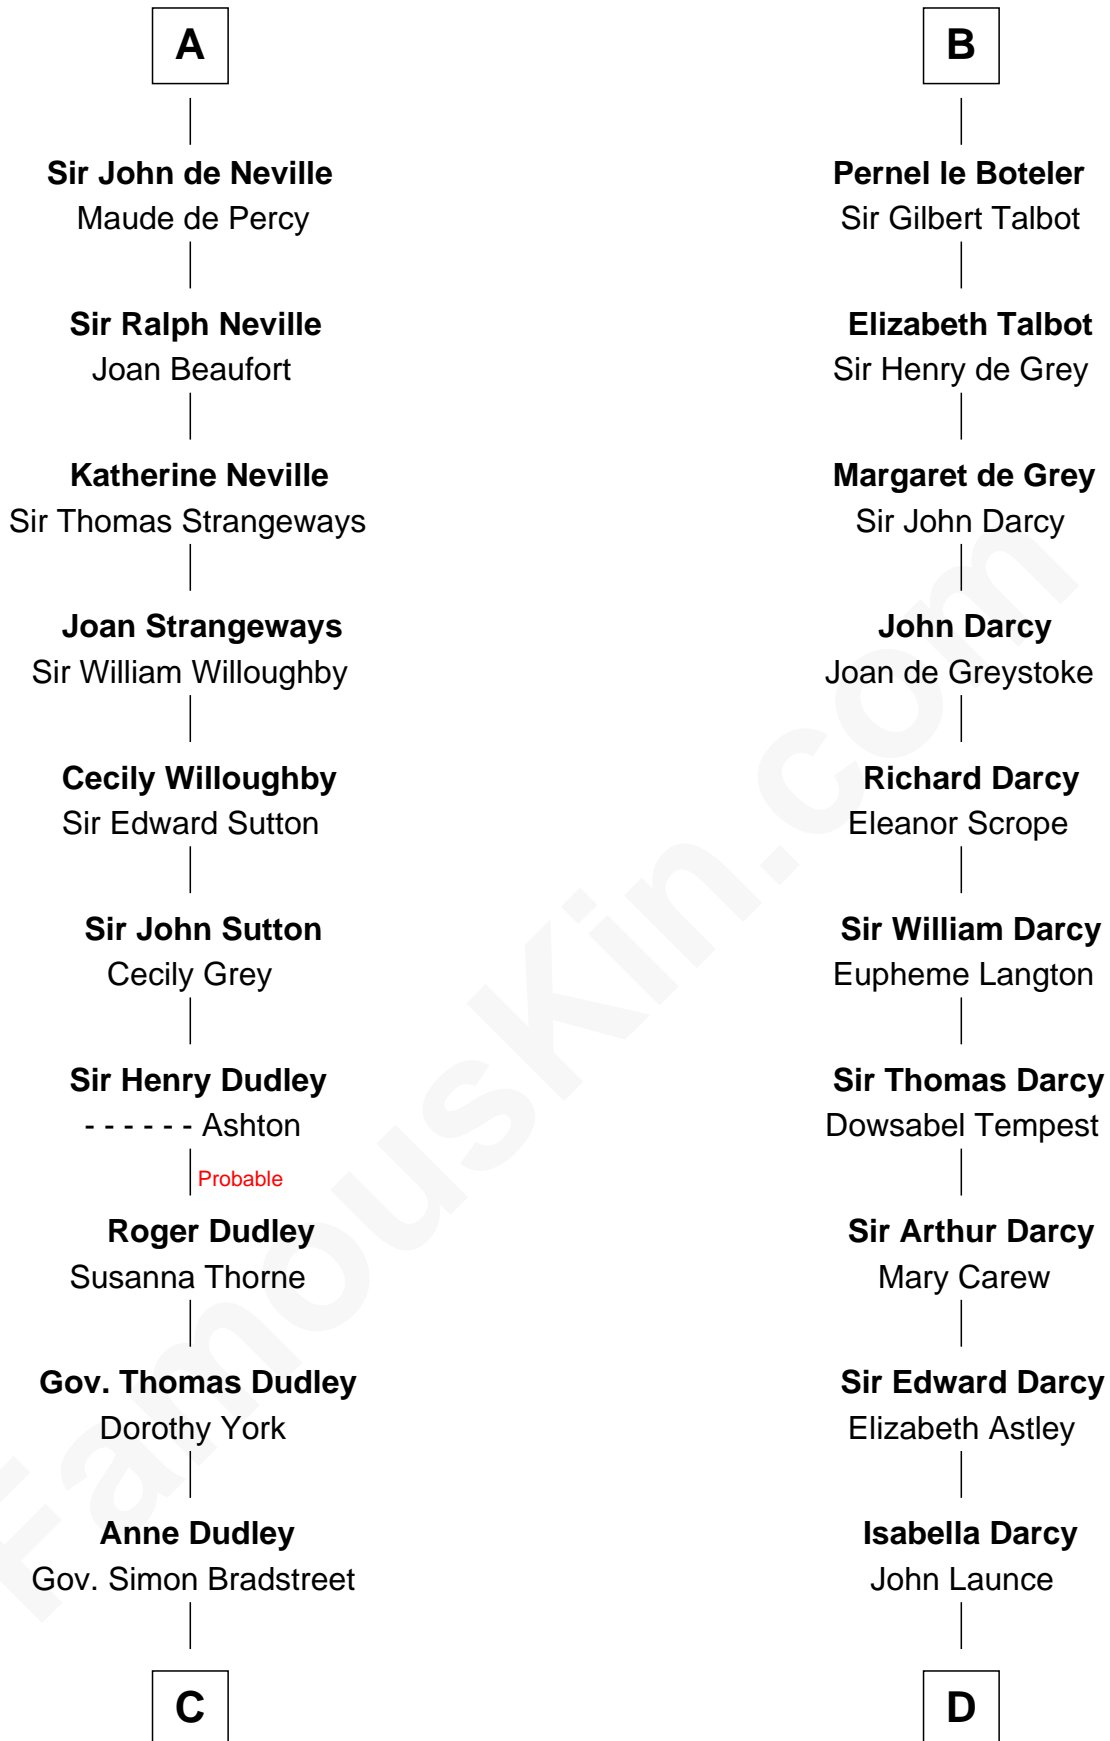 A
Sir John de Neville
Maude de Percy
Sir Ralph Neville
Joan Beaufort
Katherine Neville
Sir Thomas Strangeways
Joan Strangeways
Sir William Willoughby
Cecily Willoughby
Sir Edward Sutton
Sir John Sutton
Cecily Grey
Sir Henry Dudley
- - - - - - Ashton
Probable
Roger Dudley
Susanna Thorne
Gov. Thomas Dudley
Dorothy York
Anne Dudley
Gov. Simon Bradstreet
C
B
Pernel le Boteler
Sir Gilbert Talbot
Elizabeth Talbot
Sir Henry de Grey
Margaret de Grey
Sir John Darcy
John Darcy
Joan de Greystoke
Richard Darcy
Eleanor Scrope
Sir William Darcy
Eupheme Langton
Sir Thomas Darcy
Dowsabel Tempest
Sir Arthur Darcy
Mary Carew
Sir Edward Darcy
Elizabeth Astley
Isabella Darcy
John Launce
D
FamousKin.com